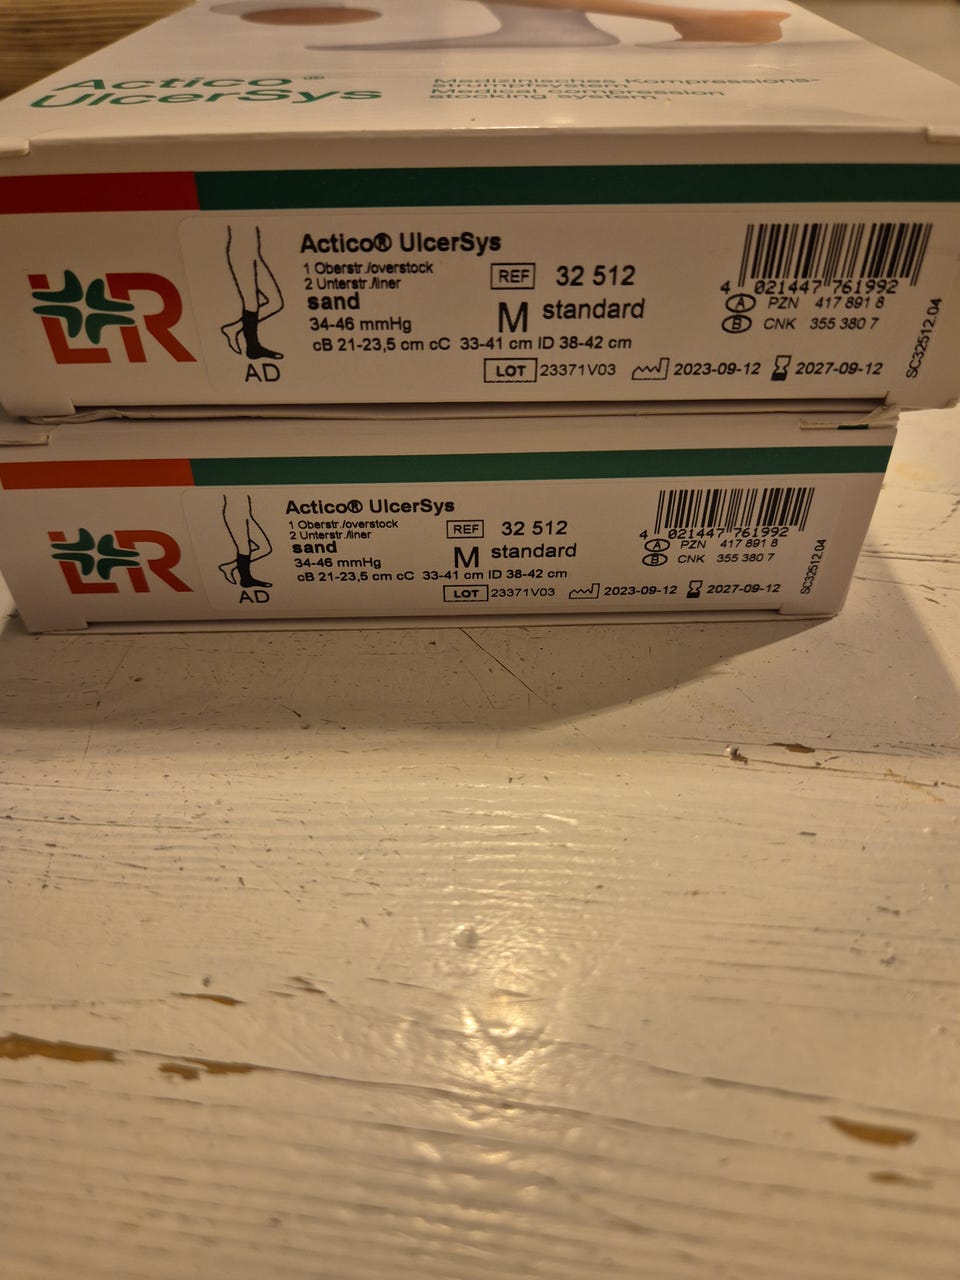 Actico®
UlcerSys
Medizinisches Kompressions-
strumpfsystem
Medical compression
stocking system
L&R
Actico® UlcerSys
1 Oberstr./overstock
2 Unterstr./liner
sand
34-46 mmHg
cB 21-23,5 cm cC 33-41 cm ID 38-42 cm
AD
REF 32 512
M standard
LOT 23371V03 2023-09-12 2027-09-12
4 021447 761992
A PZN 417 891 8
B CNK 355 380 7
SC32512.04
L&R
Actico® UlcerSys
1 Oberstr./overstock
2 Unterstr./liner
sand
34-46 mmHg
cB 21-23,5 cm cC 33-41 cm ID 38-42 cm
AD
REF 32 512
M standard
LOT 23371V03 2023-09-12 2027-09-12
4 021447 761992
A PZN 417 891 8
B CNK 355 380 7
SC32512.04